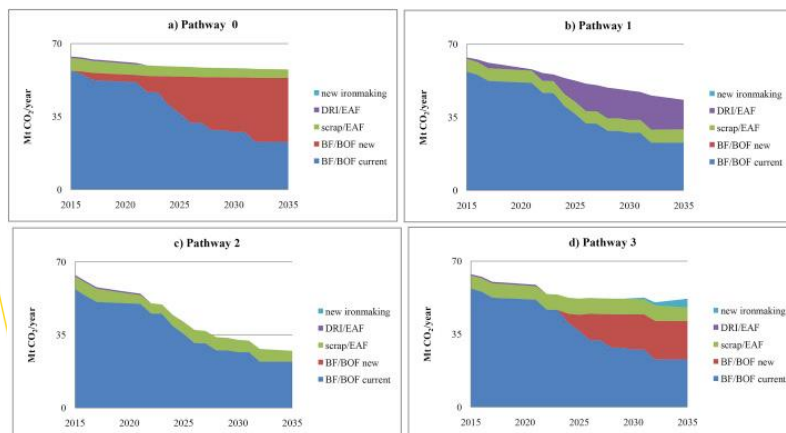 a) Pathway 0
70
35
0
Mt CO₂/year
2015 2020 2025 2030 2035
new ironmaking
DRI/EAF
scrap/EAF
BF/BOF new
BF/BOF current
b) Pathway 1
70
35
0
Mt CO₂/year
2015 2020 2025 2030 2035
new ironmaking
DRI/EAF
scrap/EAF
BF/BOF new
BF/BOF current
c) Pathway 2
70
35
0
Mt CO₂/year
2015 2020 2025 2030 2035
new ironmaking
DRI/EAF
scrap/EAF
BF/BOF new
BF/BOF current
d) Pathway 3
70
35
0
Mt CO₂/year
2015 2020 2025 2030 2035
new ironmaking
DRI/EAF
scrap/EAF
BF/BOF new
BF/BOF current